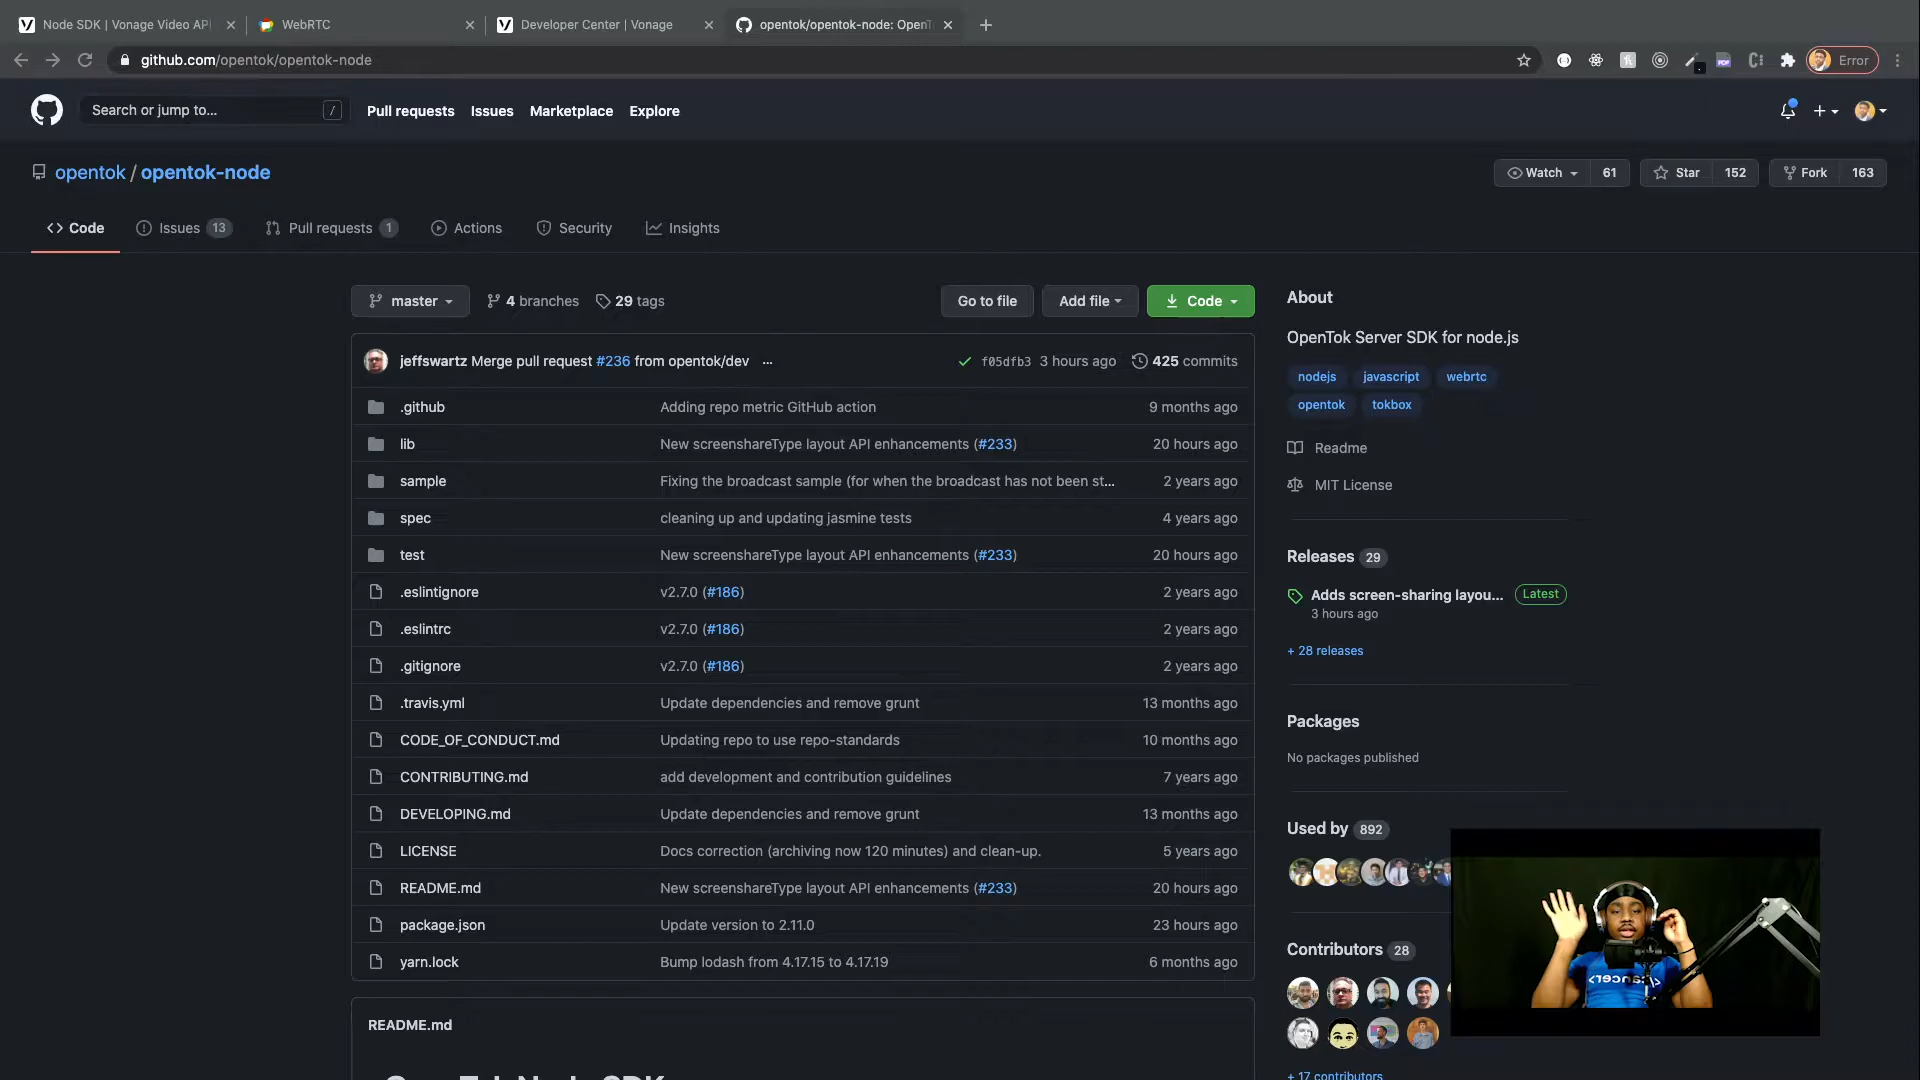 Node SDK | Vonage Video API
WebRTC
Developer Center | Vonage
opentok/opentok-node: OpenT
github.com/opentok/opentok-node
Error
Search or jump to...
/
Pull requests
Issues
Marketplace
Explore
opentok / opentok-node
Watch 61
Star 152
Fork 163
Code
Issues 13
Pull requests 1
Actions
Security
Insights
master
4 branches
29 tags
Go to file
Add file
Code
jeffswartz Merge pull request #236 from opentok/dev ...
f05dfb3 3 hours ago
425 commits
.github Adding repo metric GitHub action 9 months ago
lib New screenshareType layout API enhancements (#233) 20 hours ago
sample Fixing the broadcast sample (for when the broadcast has not been st... 2 years ago
spec cleaning up and updating jasmine tests 4 years ago
test New screenshareType layout API enhancements (#233) 20 hours ago
.eslintignore v2.7.0 (#186) 2 years ago
.eslintrc v2.7.0 (#186) 2 years ago
.gitignore v2.7.0 (#186) 2 years ago
.travis.yml Update dependencies and remove grunt 13 months ago
CODE_OF_CONDUCT.md Updating repo to use repo-standards 10 months ago
CONTRIBUTING.md add development and contribution guidelines 7 years ago
DEVELOPING.md Update dependencies and remove grunt 13 months ago
LICENSE Docs correction (archiving now 120 minutes) and clean-up. 5 years ago
README.md New screenshareType layout API enhancements (#233) 20 hours ago
package.json Update version to 2.11.0 23 hours ago
yarn.lock Bump lodash from 4.17.15 to 4.17.19 6 months ago
README.md
About
OpenTok Server SDK for node.js
nodejs javascript webrtc
opentok tokbox
Readme
MIT License
Releases 29
Adds screen-sharing layou... Latest
3 hours ago
+ 28 releases
Packages
No packages published
Used by 892
Contributors 28
+ 17 contributors